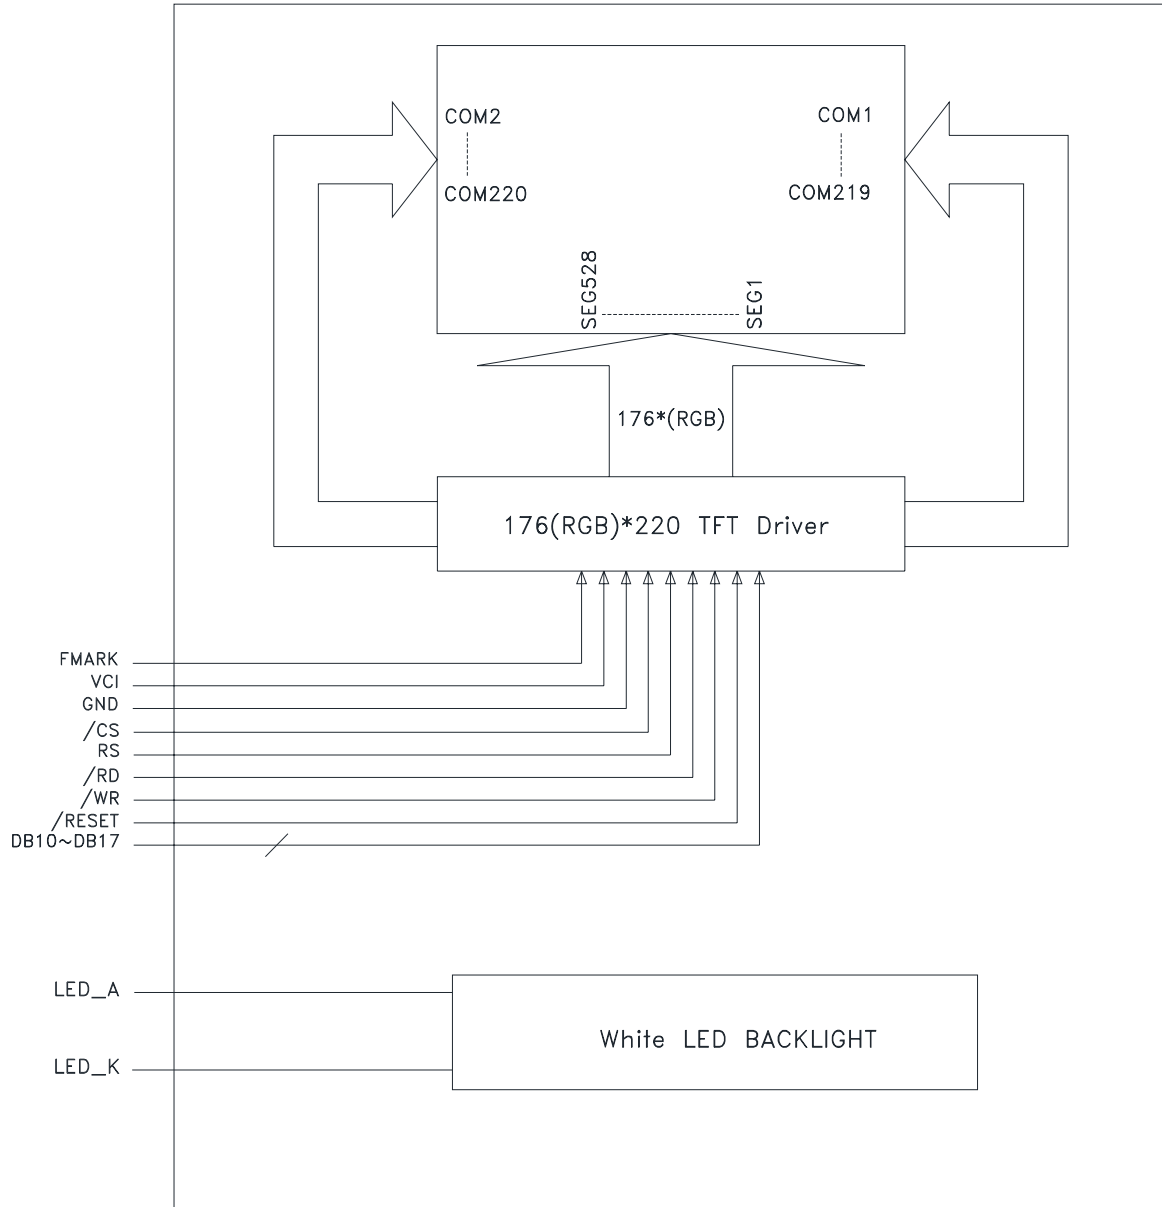 COM2
COM1
COM220
COM219
SEG528
SEG1
176*(RGB)
176(RGB)*220 TFT Driver
FMARK
VCI
GND
/CS
RS
/RD
/WR
/RESET
DB10~DB17
LED_A
White LED BACKLIGHT
LED_K